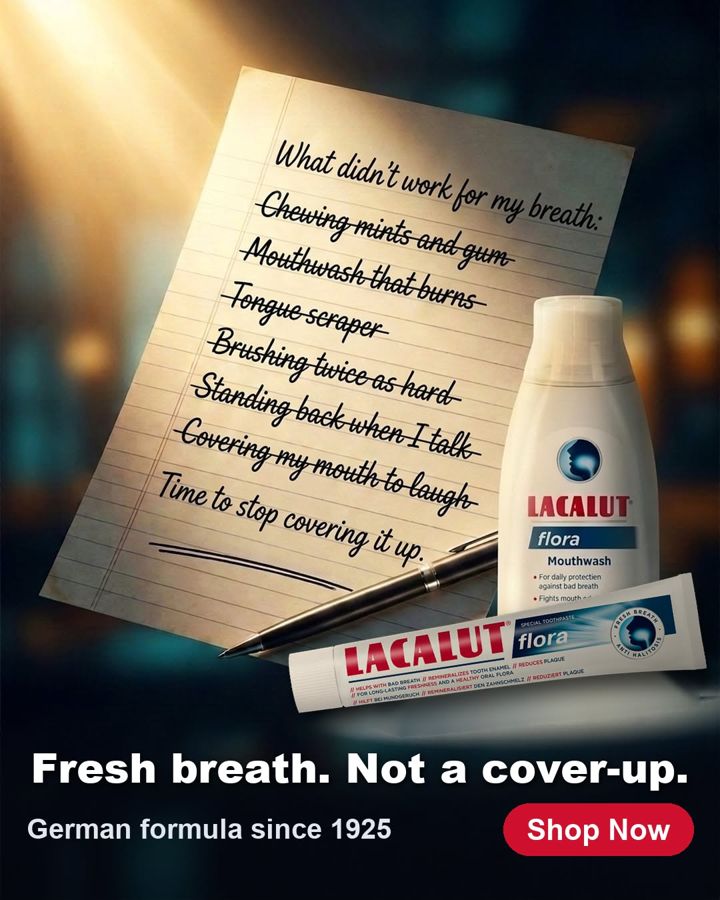 What didn't work for my breath:
Chewing mints and gum
Mouthwash that burns
Tongue scraper
Brushing twice as hard
Standing back when I talk
Covering my mouth to laugh
Time to stop covering it up.
LACALUT®
flora
Mouthwash
• For daily protection
against bad breath
• Fights mouth
LACALUT®
SPECIAL TOOTHPASTE
flora
FRESH BREATH
ANTI HALITOSIS
// HELPS WITH BAD BREATH // REMINERALIZES TOOTH ENAMEL // REDUCES PLAQUE
// FOR LONG-LASTING FRESHNESS AND A HEALTHY ORAL FLORA
// HILFT BEI MUNDGERUCH // REMINERALISIERT DEN ZAHNSCHMELZ // REDUZIERT PLAQUE
Fresh breath. Not a cover-up.
German formula since 1925
Shop Now